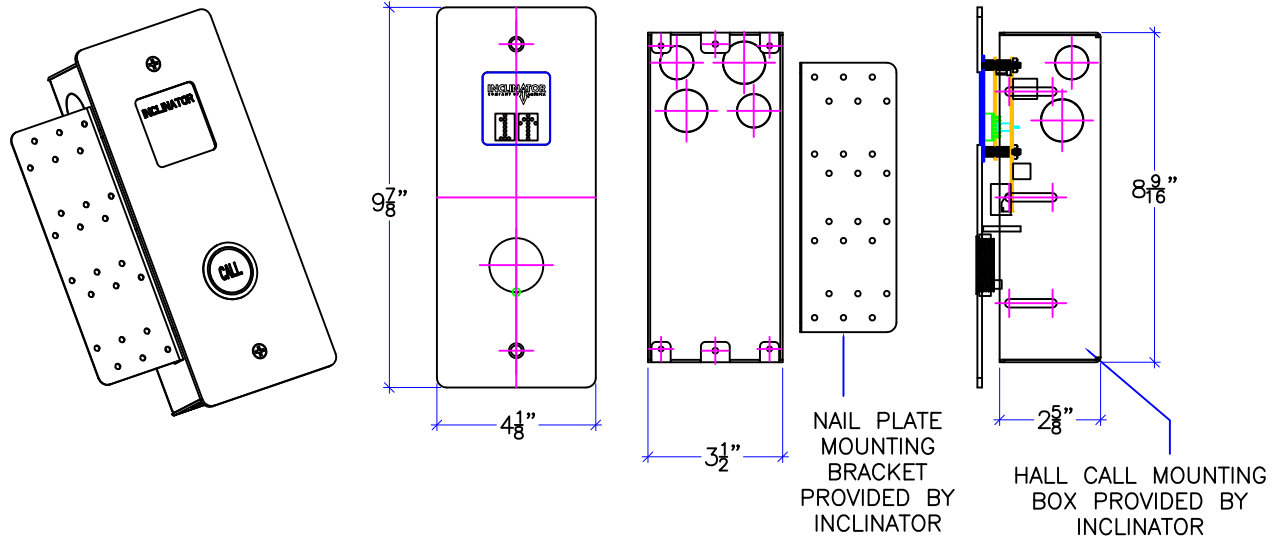 INCLINATOR
CALL
9 7/8"
INCLINATOR
4 1/8"
3 1/2"
NAIL PLATE
MOUNTING
BRACKET
PROVIDED BY
INCLINATOR
8 9/16"
2 5/8"
HALL CALL MOUNTING
BOX PROVIDED BY
INCLINATOR